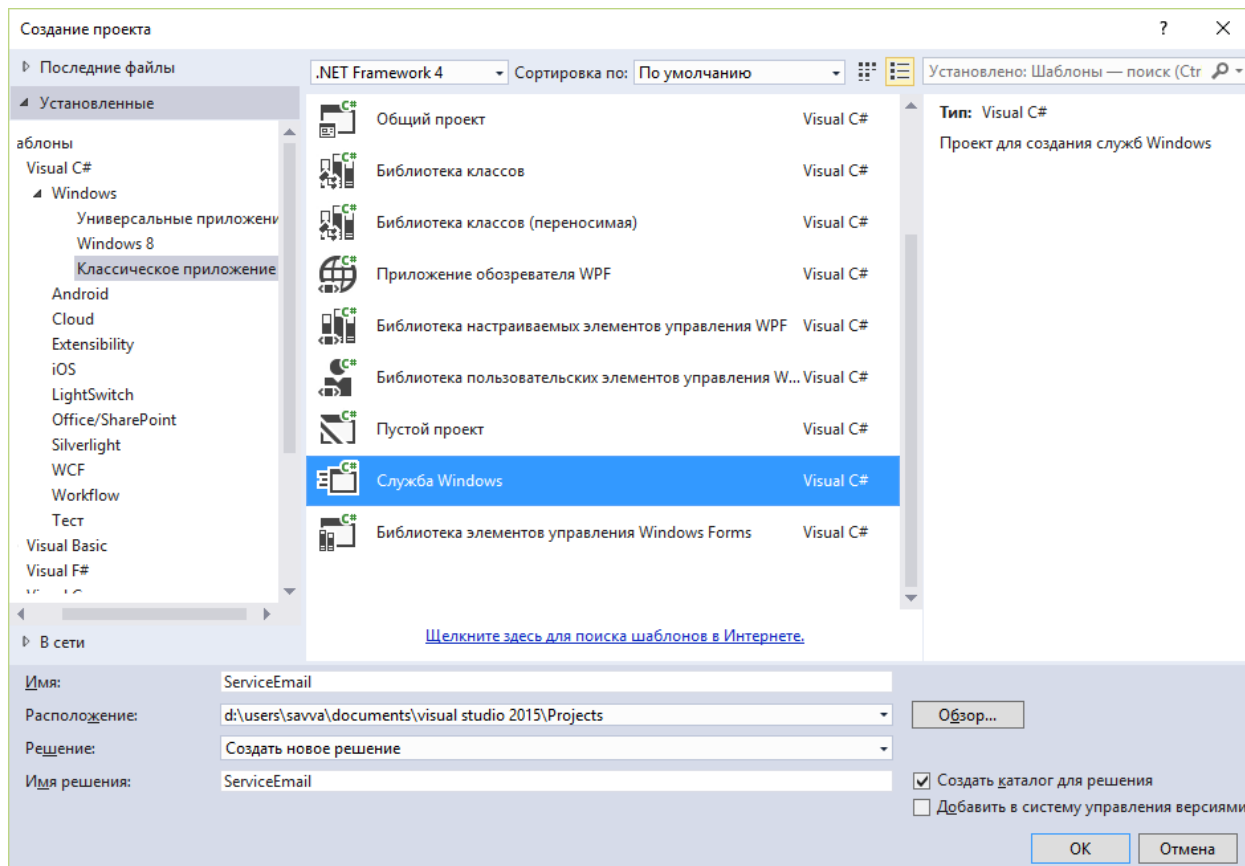 Создание проекта
?
Последние файлы
Установленные
.NET Framework 4
Сортировка по:
По умолчанию
Установлено: Шаблоны — поиск (Ctr
аблоны
Visual C#
Windows
Универсальные приложени
Windows 8
Классическое приложение
Android
Cloud
Extensibility
iOS
LightSwitch
Office/SharePoint
Silverlight
WCF
Workflow
Тест
Visual Basic
Visual F#
В сети
Общий проект Visual C#
Библиотека классов Visual C#
Библиотека классов (переносимая) Visual C#
Приложение обозревателя WPF Visual C#
Библиотека настраиваемых элементов управления WPF Visual C#
Библиотека пользовательских элементов управления W... Visual C#
Пустой проект Visual C#
Служба Windows Visual C#
Библиотека элементов управления Windows Forms Visual C#
Щелкните здесь для поиска шаблонов в Интернете.
Тип: Visual C#
Проект для создания служб Windows
Имя: ServiceEmail
Расположение: d:\users\savva\documents\visual studio 2015\Projects
Обзор...
Решение: Создать новое решение
Имя решения: ServiceEmail
Создать каталог для решения
Добавить в систему управления версиями
OK
Отмена